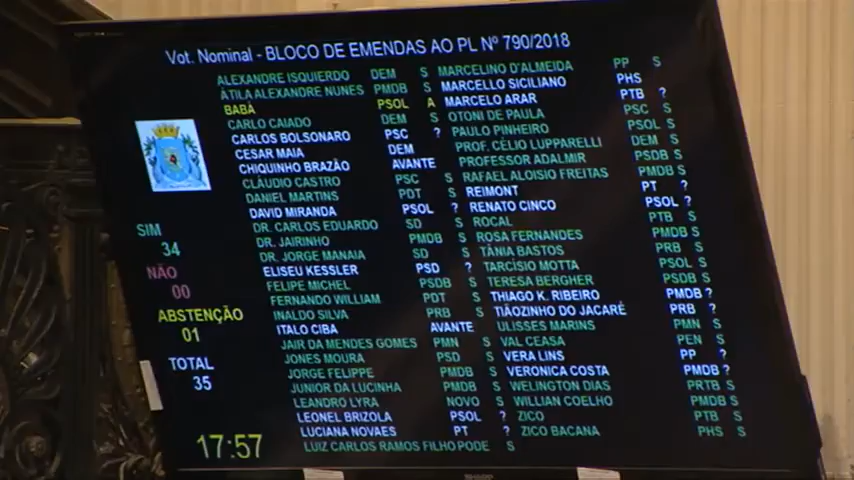 Vot. Nominal - BLOCO DE EMENDAS AO PL Nº 790/2018
ALEXANDRE ISQUIERDO DEM S
ÁTILA ALEXANDRE NUNES PMDB S
BABÁ PSOL A
CARLO CAIADO DEM S
CARLOS BOLSONARO PSC ?
CESAR MAIA DEM
CHIQUINHO BRAZÃO AVANTE
CLÁUDIO CASTRO PSC S
DANIEL MARTINS PDT S
DAVID MIRANDA PSOL ?
DR. CARLOS EDUARDO SD S
DR. JAIRINHO PMDB S
DR. JORGE MANAIA SD S
ELISEU KESSLER PSD ?
FELIPE MICHEL PSDB S
FERNANDO WILLIAM PDT S
INALDO SILVA PRB S
ITALO CIBA AVANTE
JAIR DA MENDES GOMES PMN S
JONES MOURA PSD S
JORGE FELIPPE PMDB S
JUNIOR DA LUCINHA PMDB S
LEANDRO LYRA NOVO S
LEONEL BRIZOLA PSOL ?
LUCIANA NOVAES PT ?
LUIZ CARLOS RAMOS FILHO PODE S
MARCELINO D'ALMEIDA PP S
MARCELLO SICILIANO PHS
MARCELO ARAR PTB ?
OTONI DE PAULA PSC S
PAULO PINHEIRO PSOL S
PROF. CÉLIO LUPPARELLI DEM S
PROFESSOR ADALMIR PSDB S
RAFAEL ALOISIO FREITAS PMDB S
REIMONT PT ?
RENATO CINCO PSOL ?
ROCAL PTB S
ROSA FERNANDES PMDB S
TÂNIA BASTOS PRB S
TARCÍSIO MOTTA PSOL S
TERESA BERGHER PSDB S
THIAGO K. RIBEIRO PMDB ?
TIÃOZINHO DO JACARÉ PRB ?
ULISSES MARINS PMN S
VAL CEASA PEN S
VERA LINS PP ?
VERONICA COSTA PMDB ?
WELINGTON DIAS PRTB S
WILLIAN COELHO PMDB S
ZICO PTB S
ZICO BACANA PHS S
SIM
34
NÃO
00
ABSTENÇÃO
01
TOTAL
35
17:57